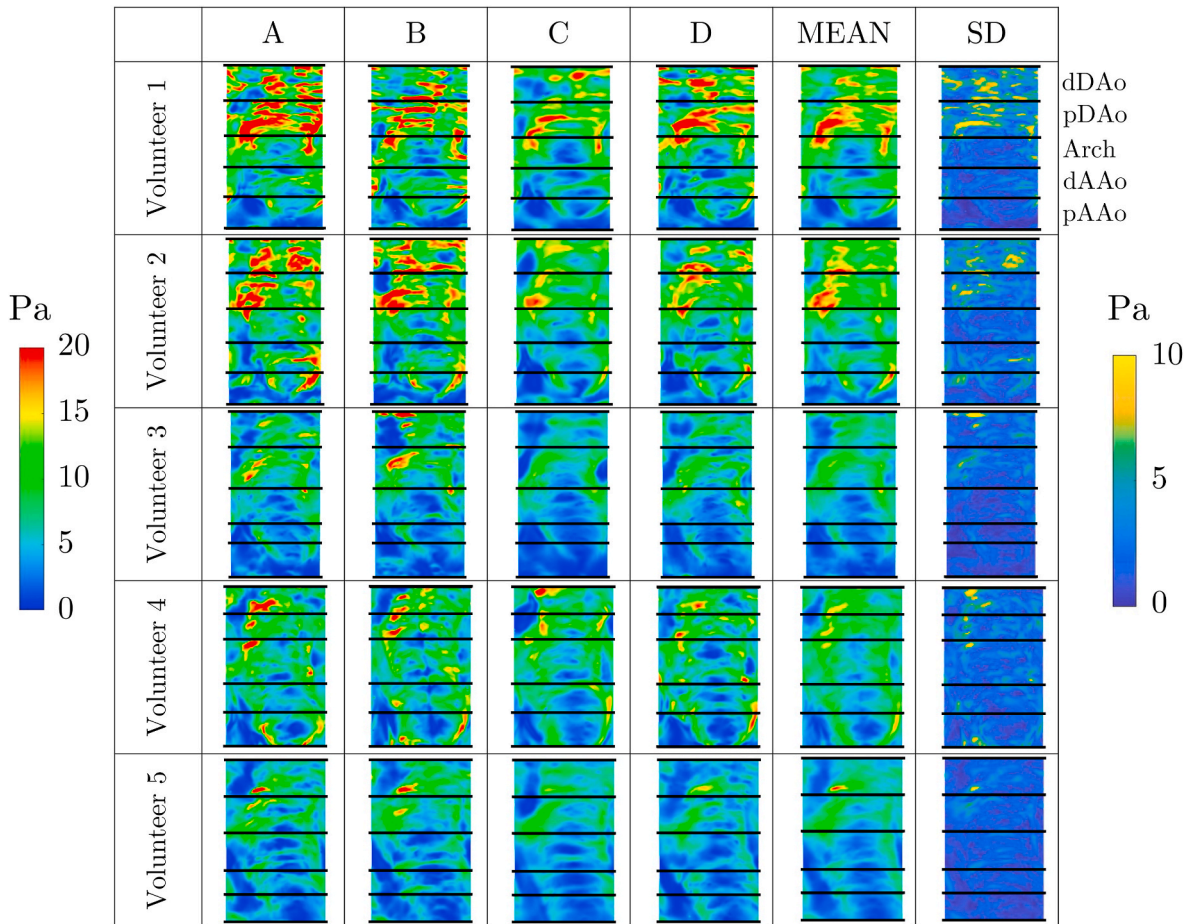 A B C D MEAN SD
Volunteer 1
dDAo
pDAo
Arch
dAAo
pAAo
Volunteer 2
Pa
20
15
10
5
0
Pa
10
5
0
Volunteer 3
Volunteer 4
Volunteer 5